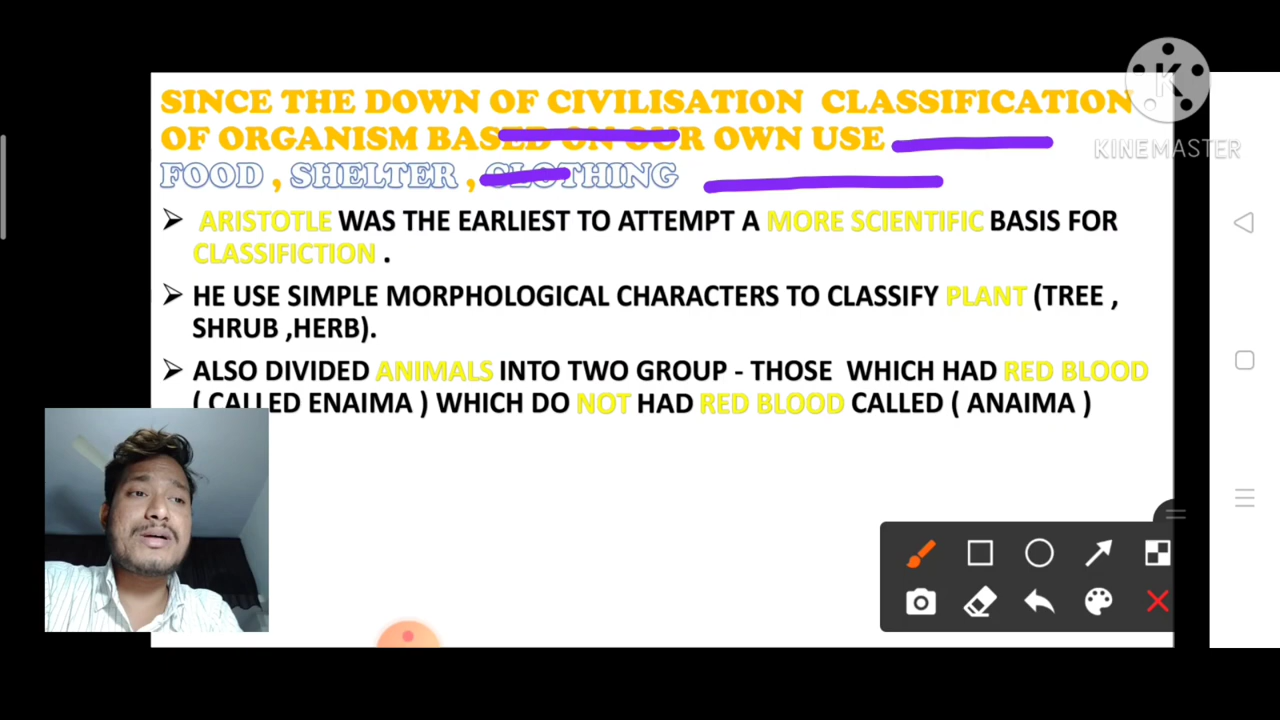 SINCE THE DOWN OF CIVILISATION CLASSIFICATION
OF ORGANISM BASED ON OUR OWN USE
FOOD , SHELTER , CLOTHING
ARISTOTLE WAS THE EARLIEST TO ATTEMPT A MORE SCIENTIFIC BASIS FOR
CLASSIFICTION .
HE USE SIMPLE MORPHOLOGICAL CHARACTERS TO CLASSIFY PLANT (TREE ,
SHRUB ,HERB).
ALSO DIVIDED ANIMALS INTO TWO GROUP - THOSE WHICH HAD RED BLOOD
( CALLED ENAIMA ) WHICH DO NOT HAD RED BLOOD CALLED ( ANAIMA )
K
KINEMASTER